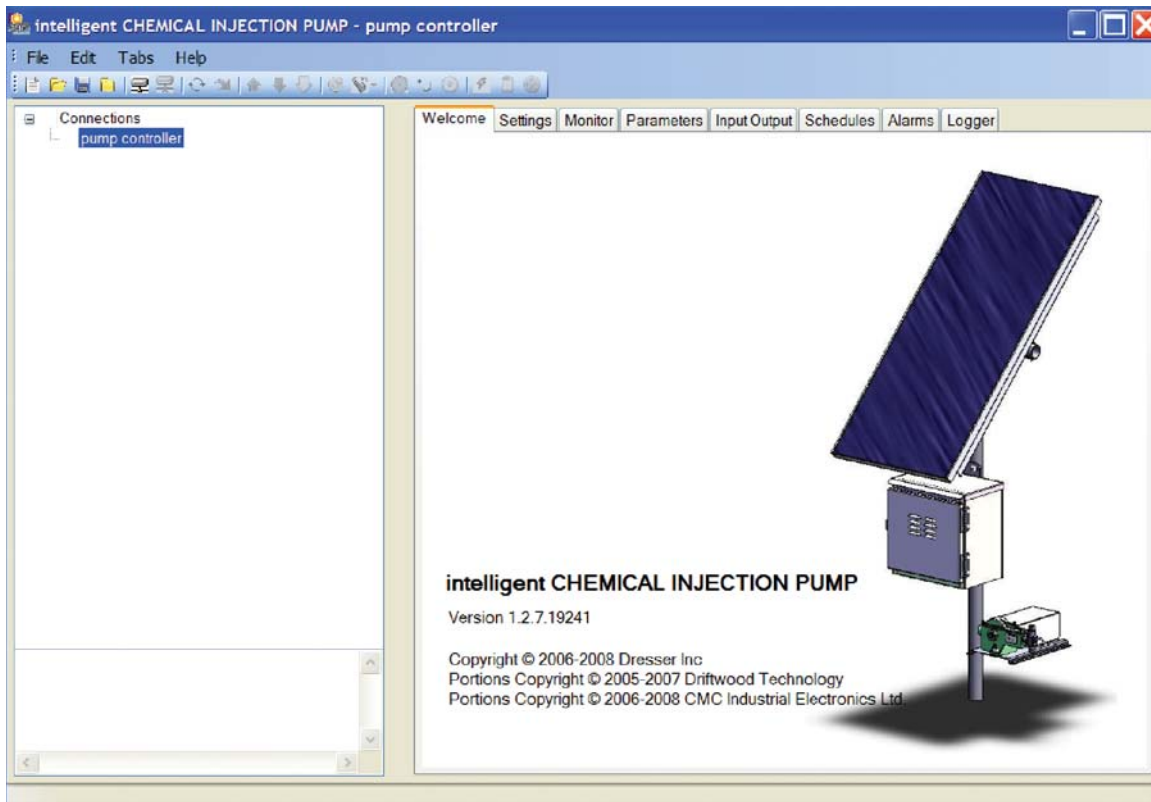 intelligent CHEMICAL INJECTION PUMP - pump controller
File Edit Tabs Help
Connections
pump controller
Welcome Settings Monitor Parameters Input Output Schedules Alarms Logger
intelligent CHEMICAL INJECTION PUMP
Version 1.2.7.19241
Copyright © 2006-2008 Dresser Inc
Portions Copyright © 2005-2007 Driftwood Technology
Portions Copyright © 2006-2008 CMC Industrial Electronics Ltd.